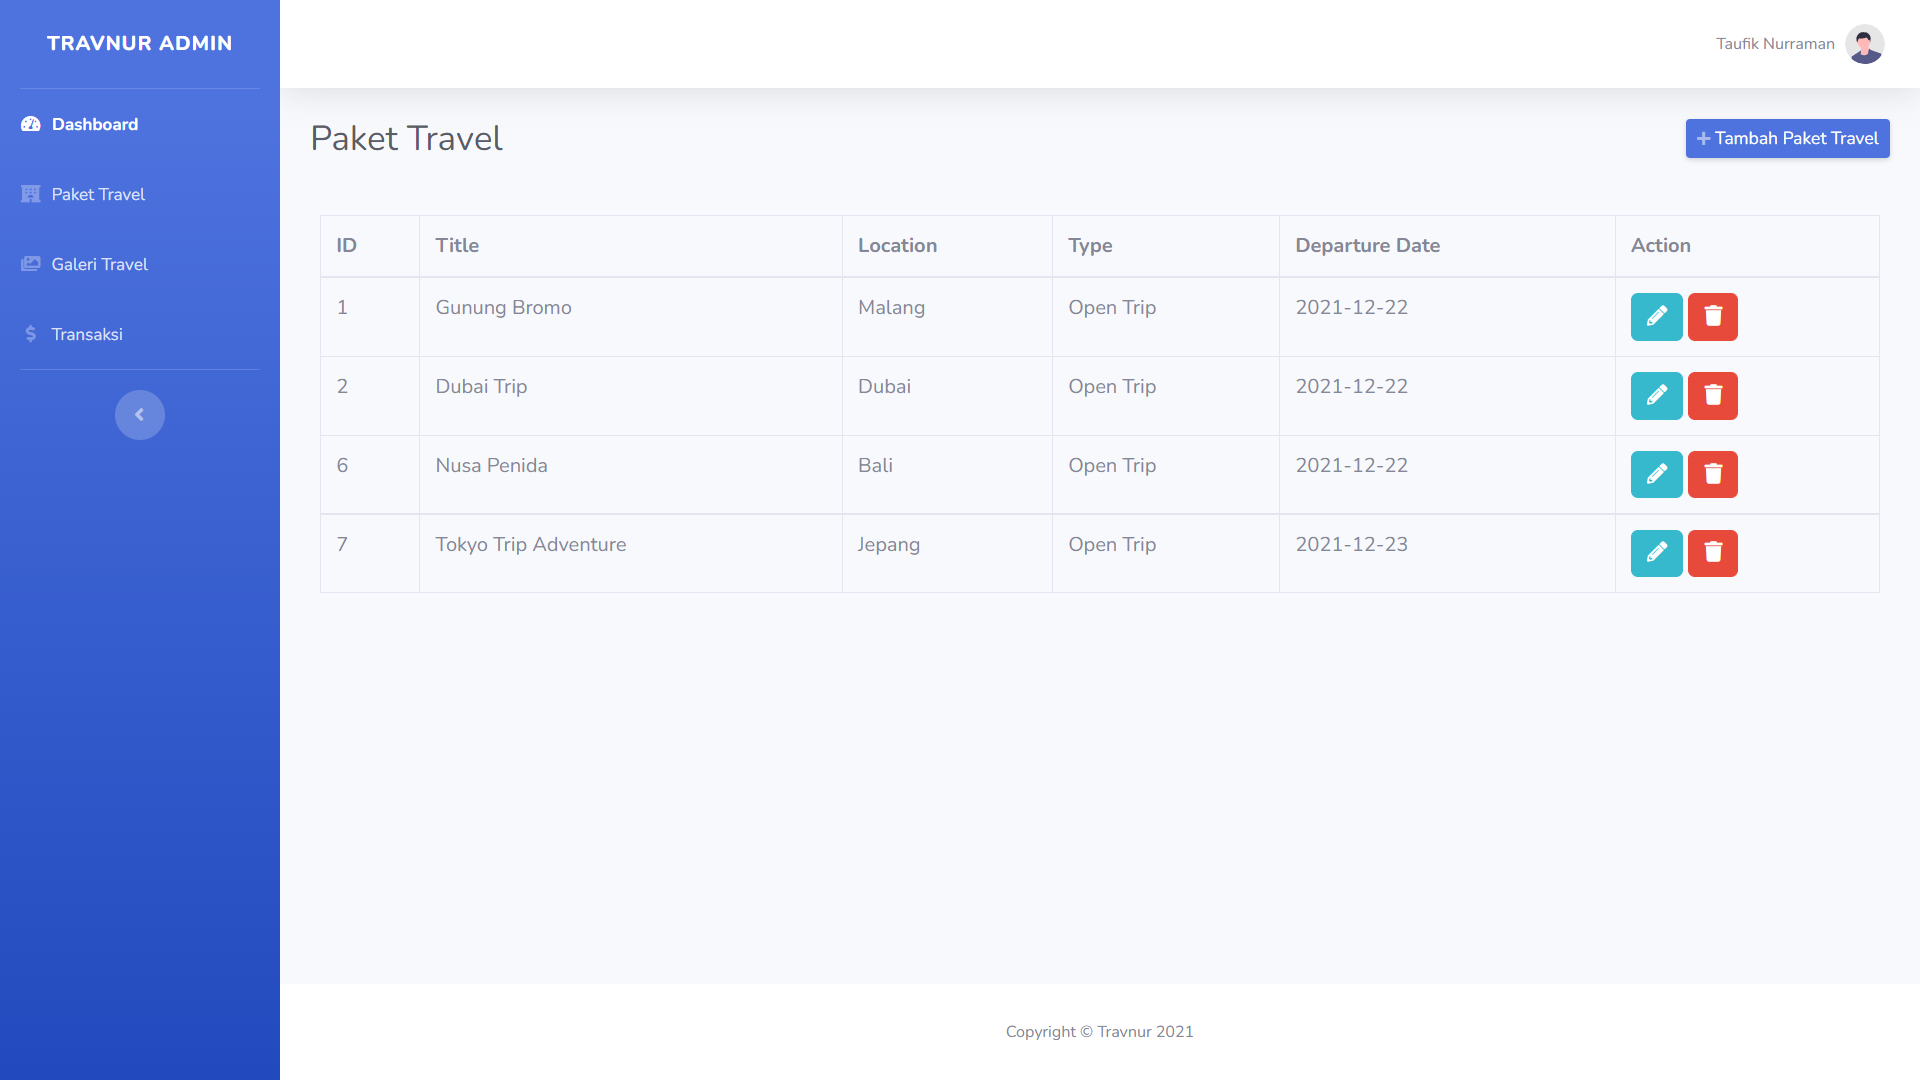 TRAVNUR ADMIN
Taufik Nurraman
Dashboard
Paket Travel
Galeri Travel
Transaksi
Paket Travel
Tambah Paket Travel
ID Title Location Type Departure Date Action
1 Gunung Bromo Malang Open Trip 2021-12-22
2 Dubai Trip Dubai Open Trip 2021-12-22
6 Nusa Penida Bali Open Trip 2021-12-22
7 Tokyo Trip Adventure Jepang Open Trip 2021-12-23
Copyright © Travnur 2021